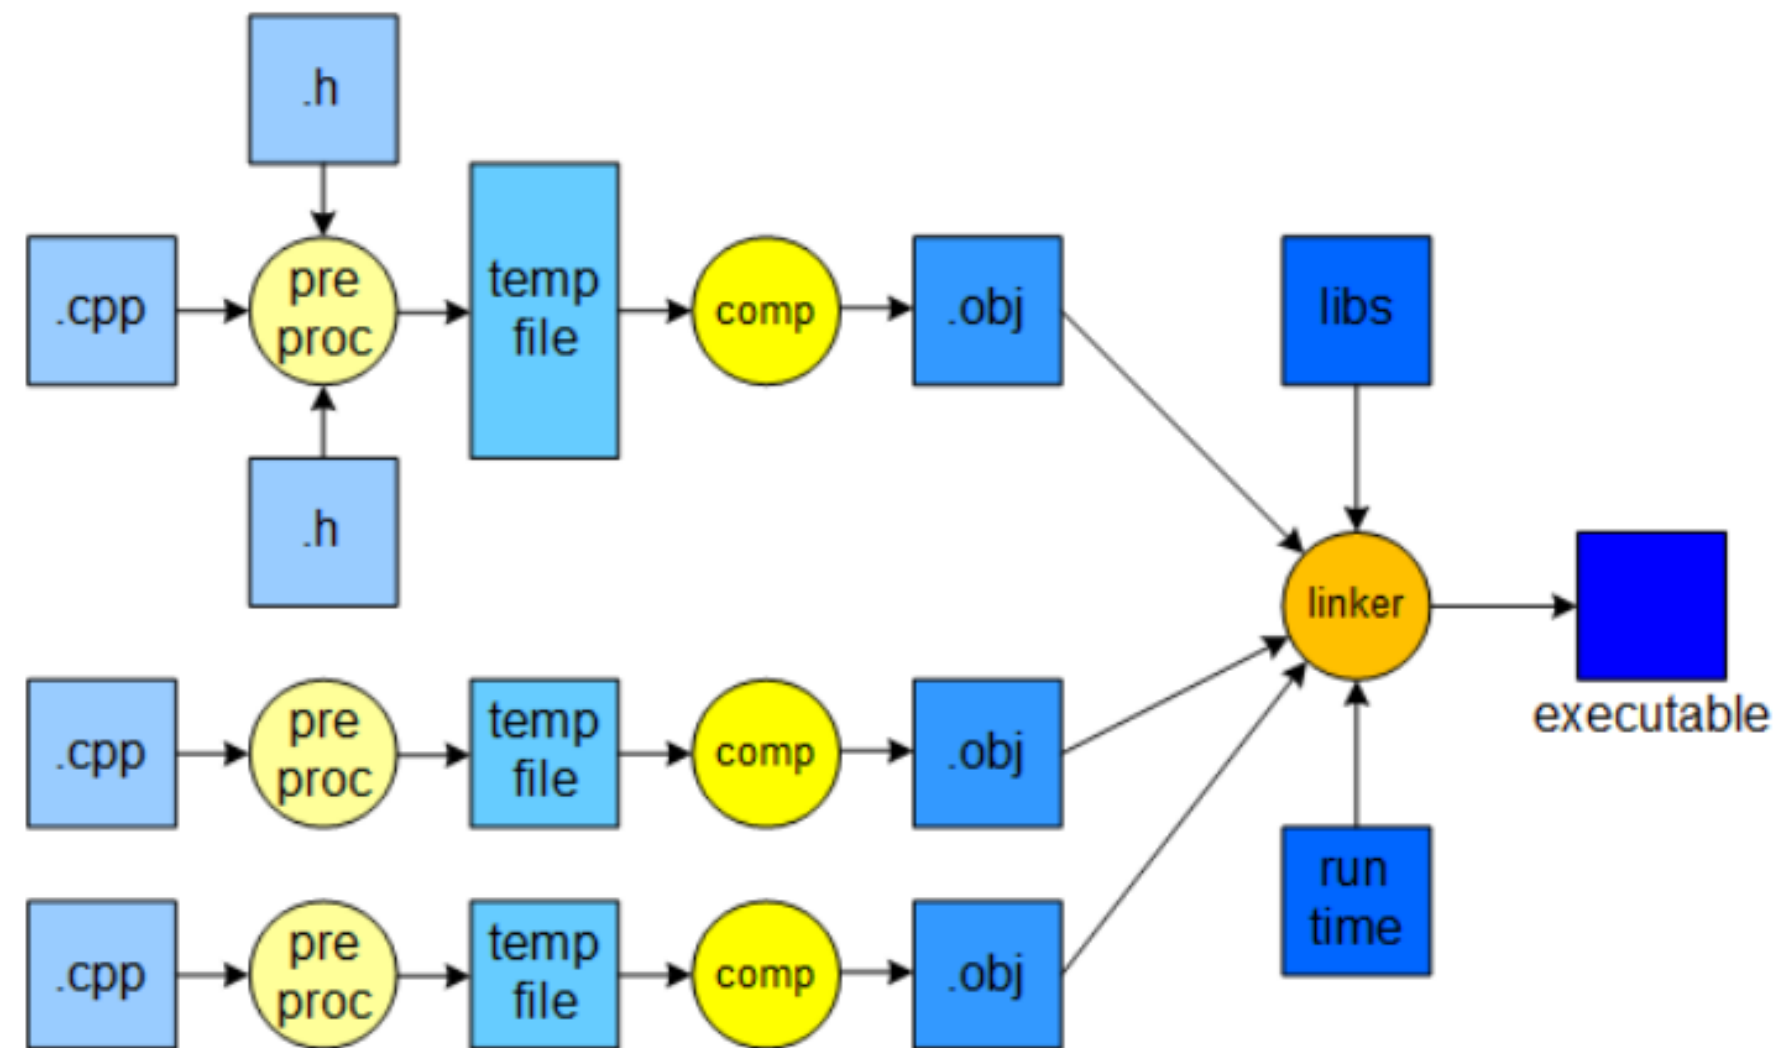 .h
.cpp
pre
proc
temp
file
comp
.obj
libs
.h
linker
executable
.cpp
pre
proc
temp
file
comp
.obj
run
time
.cpp
pre
proc
temp
file
comp
.obj